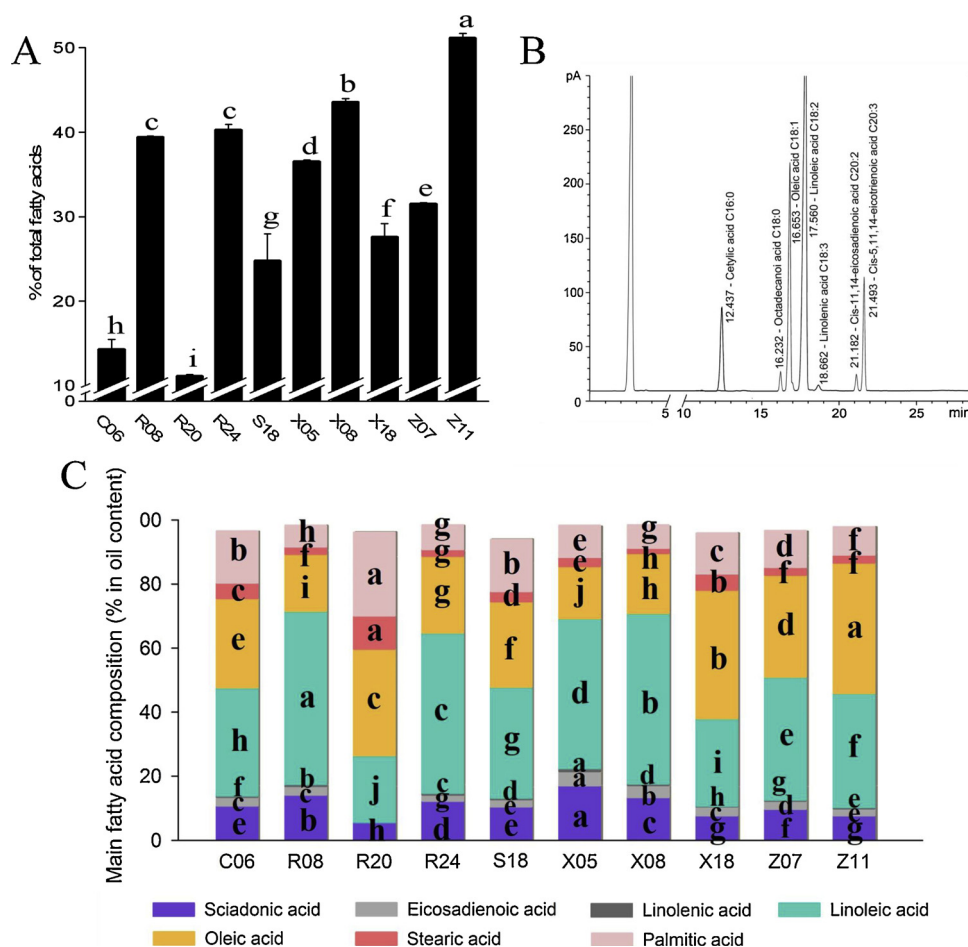 A
% of total fatty acids
50
40
30
20
10
0
h
c
i
c
g
d
b
f
e
a
C06
R08
R20
R24
S18
X05
X08
X18
Z07
Z11
B
pA
250
200
150
100
50
0
5
10
15
20
25
min
12.437 - Cetylic acid C16:0
16.232 - Octadecanoi acid C18:0
16.653 - Oleic acid C18:1
17.560 - Linoleic acid C18:2
18.662 - Linolenic acid C18:3
21.182 - Cis-11,14-eicosadienoic acid C20:2
21.493 - Cis-5,11,14-eicotrienoic acid C20:3
C
Main fatty acid composition (% in oil content)
00
80
60
40
20
0
b
c
e
h
f
c
e
h
f
i
a
b
c
b
a
a
c
j
h
g
g
g
c
c
g
d
b
d
f
g
d
e
e
e
e
j
d
a
a
a
g
h
h
b
d
b
c
c
b
b
i
h
c
g
d
f
d
e
g
d
f
f
f
a
f
e
e
g
C06 R08 R20 R24 S18 X05 X08 X18 Z07 Z11
Sciadonic acid Eicosadienoic acid Linolenic acid Linoleic acid
Oleic acid Stearic acid Palmitic acid